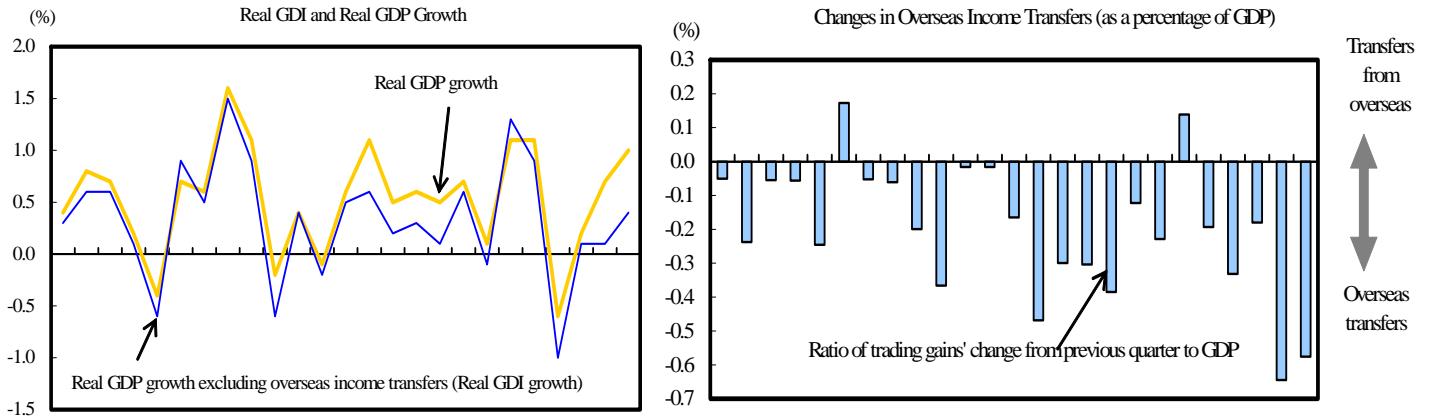 Real GDI and Real GDP Growth
(%)
2.0
1.5
1.0
0.5
0.0
-0.5
-1.0
-1.5
Real GDP growth
Real GDP growth excluding overseas income transfers (Real GDI growth)
Changes in Overseas Income Transfers (as a percentage of GDP)
(%)
0.3
0.2
0.1
0.0
-0.1
-0.2
-0.3
-0.4
-0.5
-0.6
-0.7
Ratio of trading gains' change from previous quarter to GDP
Transfers
from
overseas
Overseas
transfers